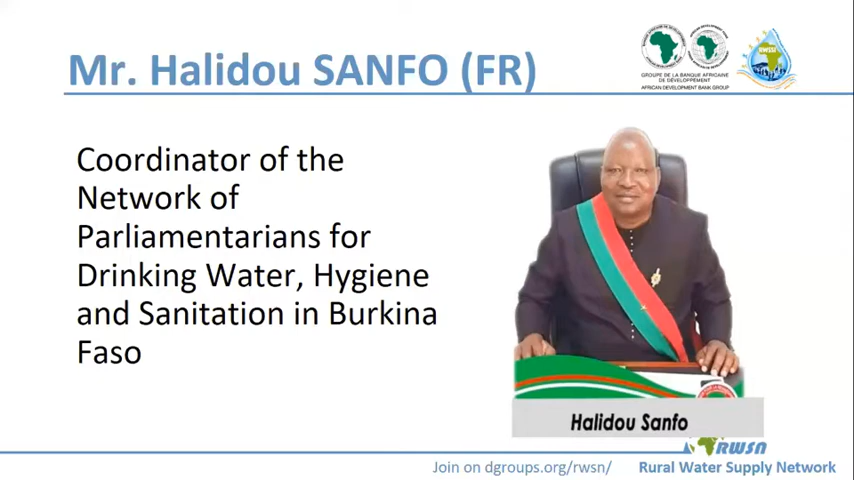 Mr. Halidou SANFO (FR)
GROUPE DE LA BANQUE AFRICAINE
DE DÉVELOPPEMENT
AFRICAN DEVELOPMENT BANK GROUP
RWSSI
Coordinator of the
Network of
Parliamentarians for
Drinking Water, Hygiene
and Sanitation in Burkina
Faso
Halidou Sanfo
RWSN
Join on dgroups.org/rwsn/
Rural Water Supply Network